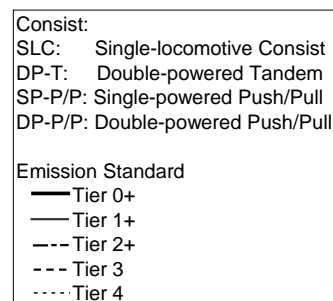 Consist:
SLC: Single-locomotive Consist
DP-T: Double-powered Tandem
SP-P/P: Single-powered Push/Pull
DP-P/P: Double-powered Push/Pull
Emission Standard
Tier 0+
Tier 1+
Tier 2+
Tier 3
Tier 4